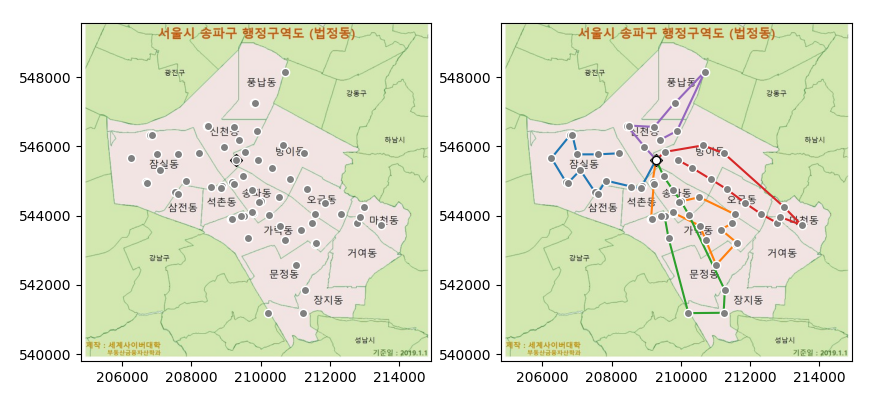 서울시 송파구 행정구역도 (법정동)
548000
546000
544000
542000
540000
206000 208000 210000 212000 214000
풍납동
광진구
강동구
신천동
하남시
방이동
잠실동
삼전동
석촌동
송파동
오금동
가락동
마천동
거여동
강남구
문정동
장지동
성남시
제작 : 세계사이버대학
부동산금융자산학과
기준일 : 2019.1.1
서울시 송파구 행정구역도 (법정동)
548000
546000
544000
542000
540000
206000 208000 210000 212000 214000
풍납동
광진구
강동구
신천동
하남시
방이동
잠실동
삼전동
석촌동
송파동
오금동
가락동
마천동
거여동
강남구
문정동
장지동
성남시
제작 : 세계사이버대학
부동산금융자산학과
기준일 : 2019.1.1